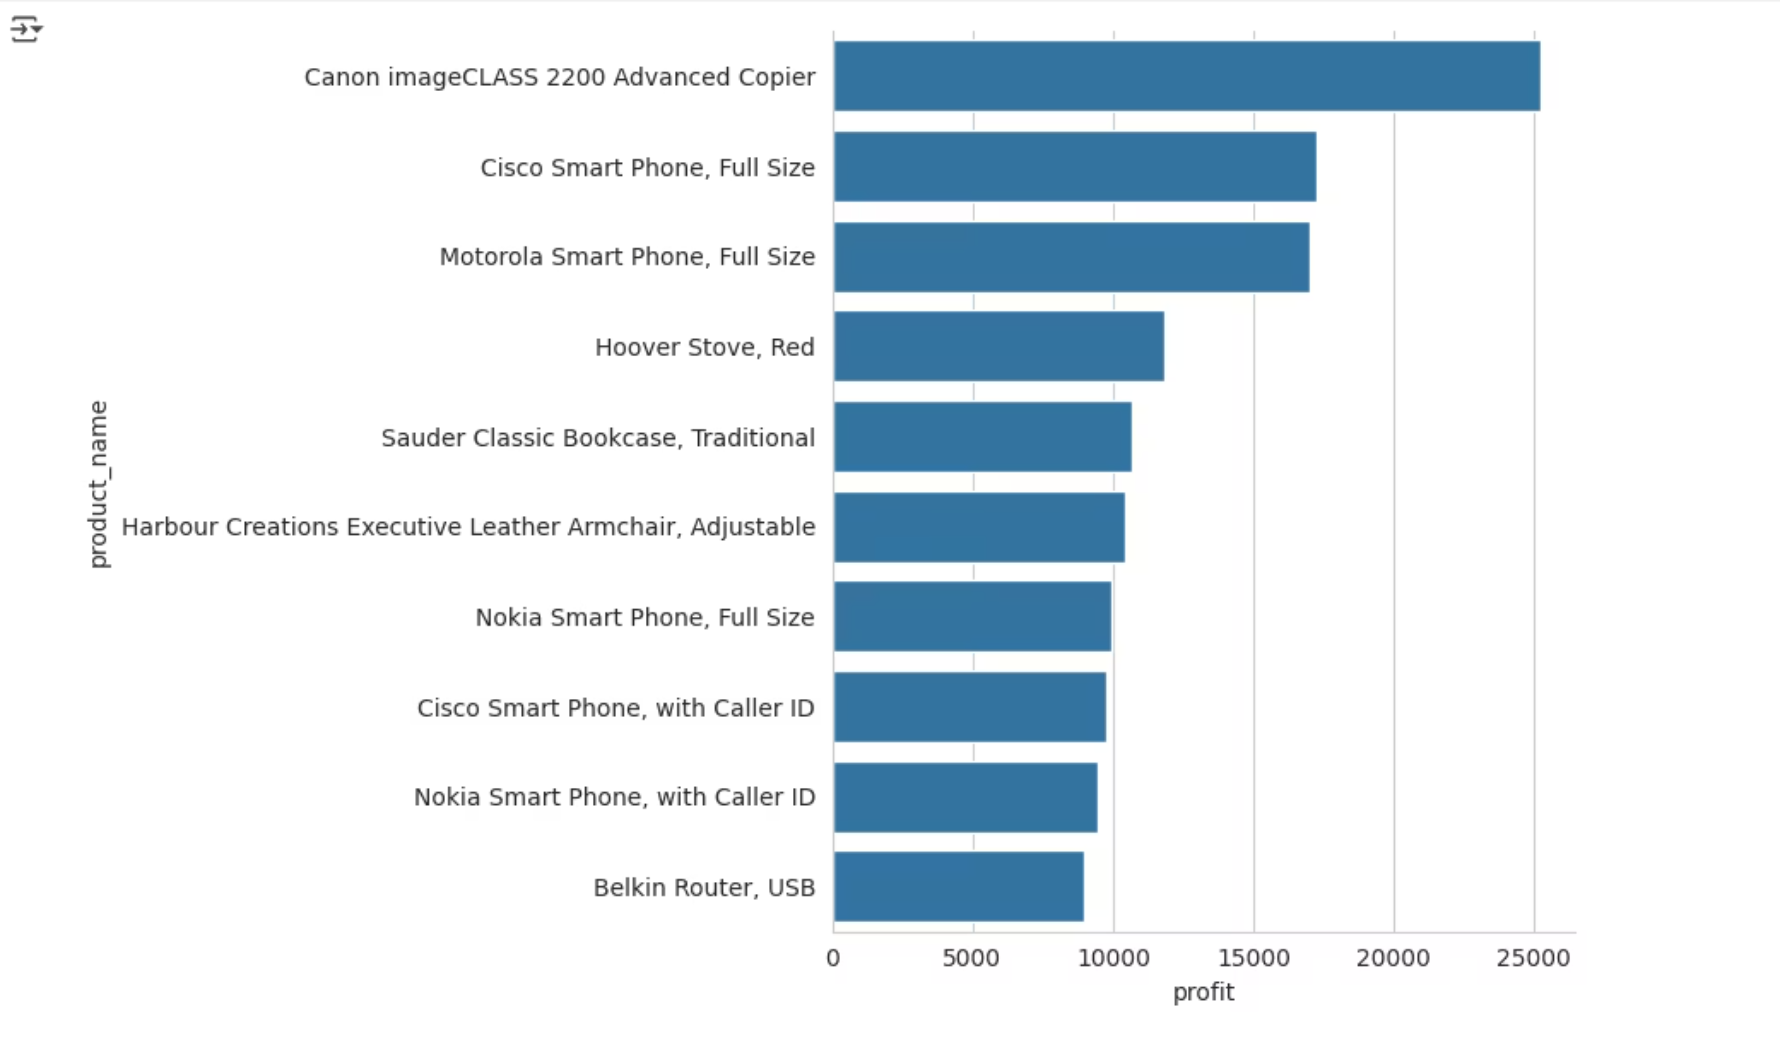 Canon imageCLASS 2200 Advanced Copier
Cisco Smart Phone, Full Size
Motorola Smart Phone, Full Size
Hoover Stove, Red
Sauder Classic Bookcase, Traditional
Harbour Creations Executive Leather Armchair, Adjustable
Nokia Smart Phone, Full Size
Cisco Smart Phone, with Caller ID
Nokia Smart Phone, with Caller ID
Belkin Router, USB
product_name
0 5000 10000 15000 20000 25000
profit